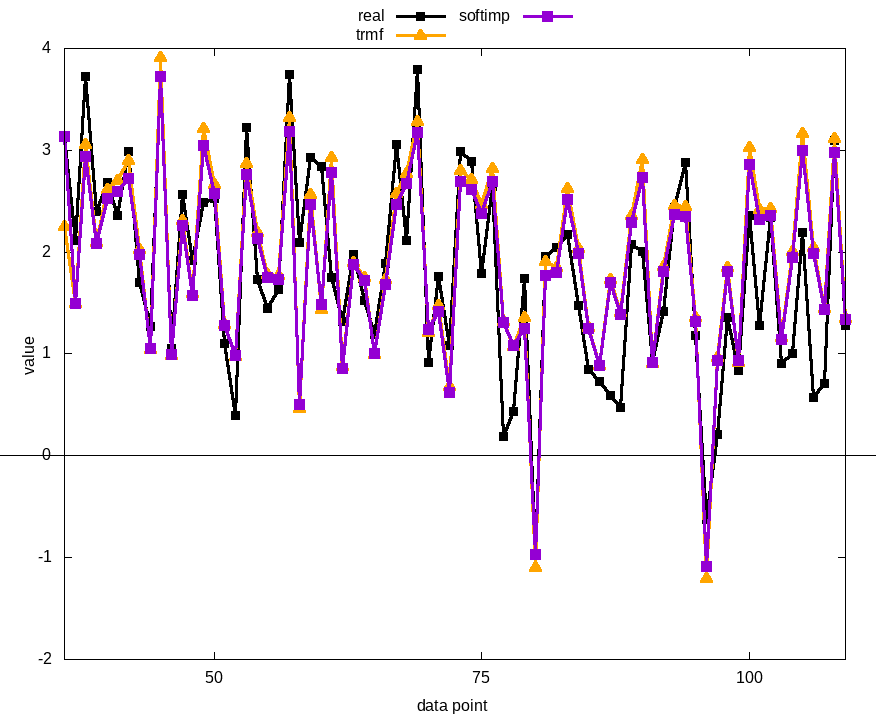 real softimp
trmf
4
3
2
1
0
-1
-2
value
50 75 100
data point